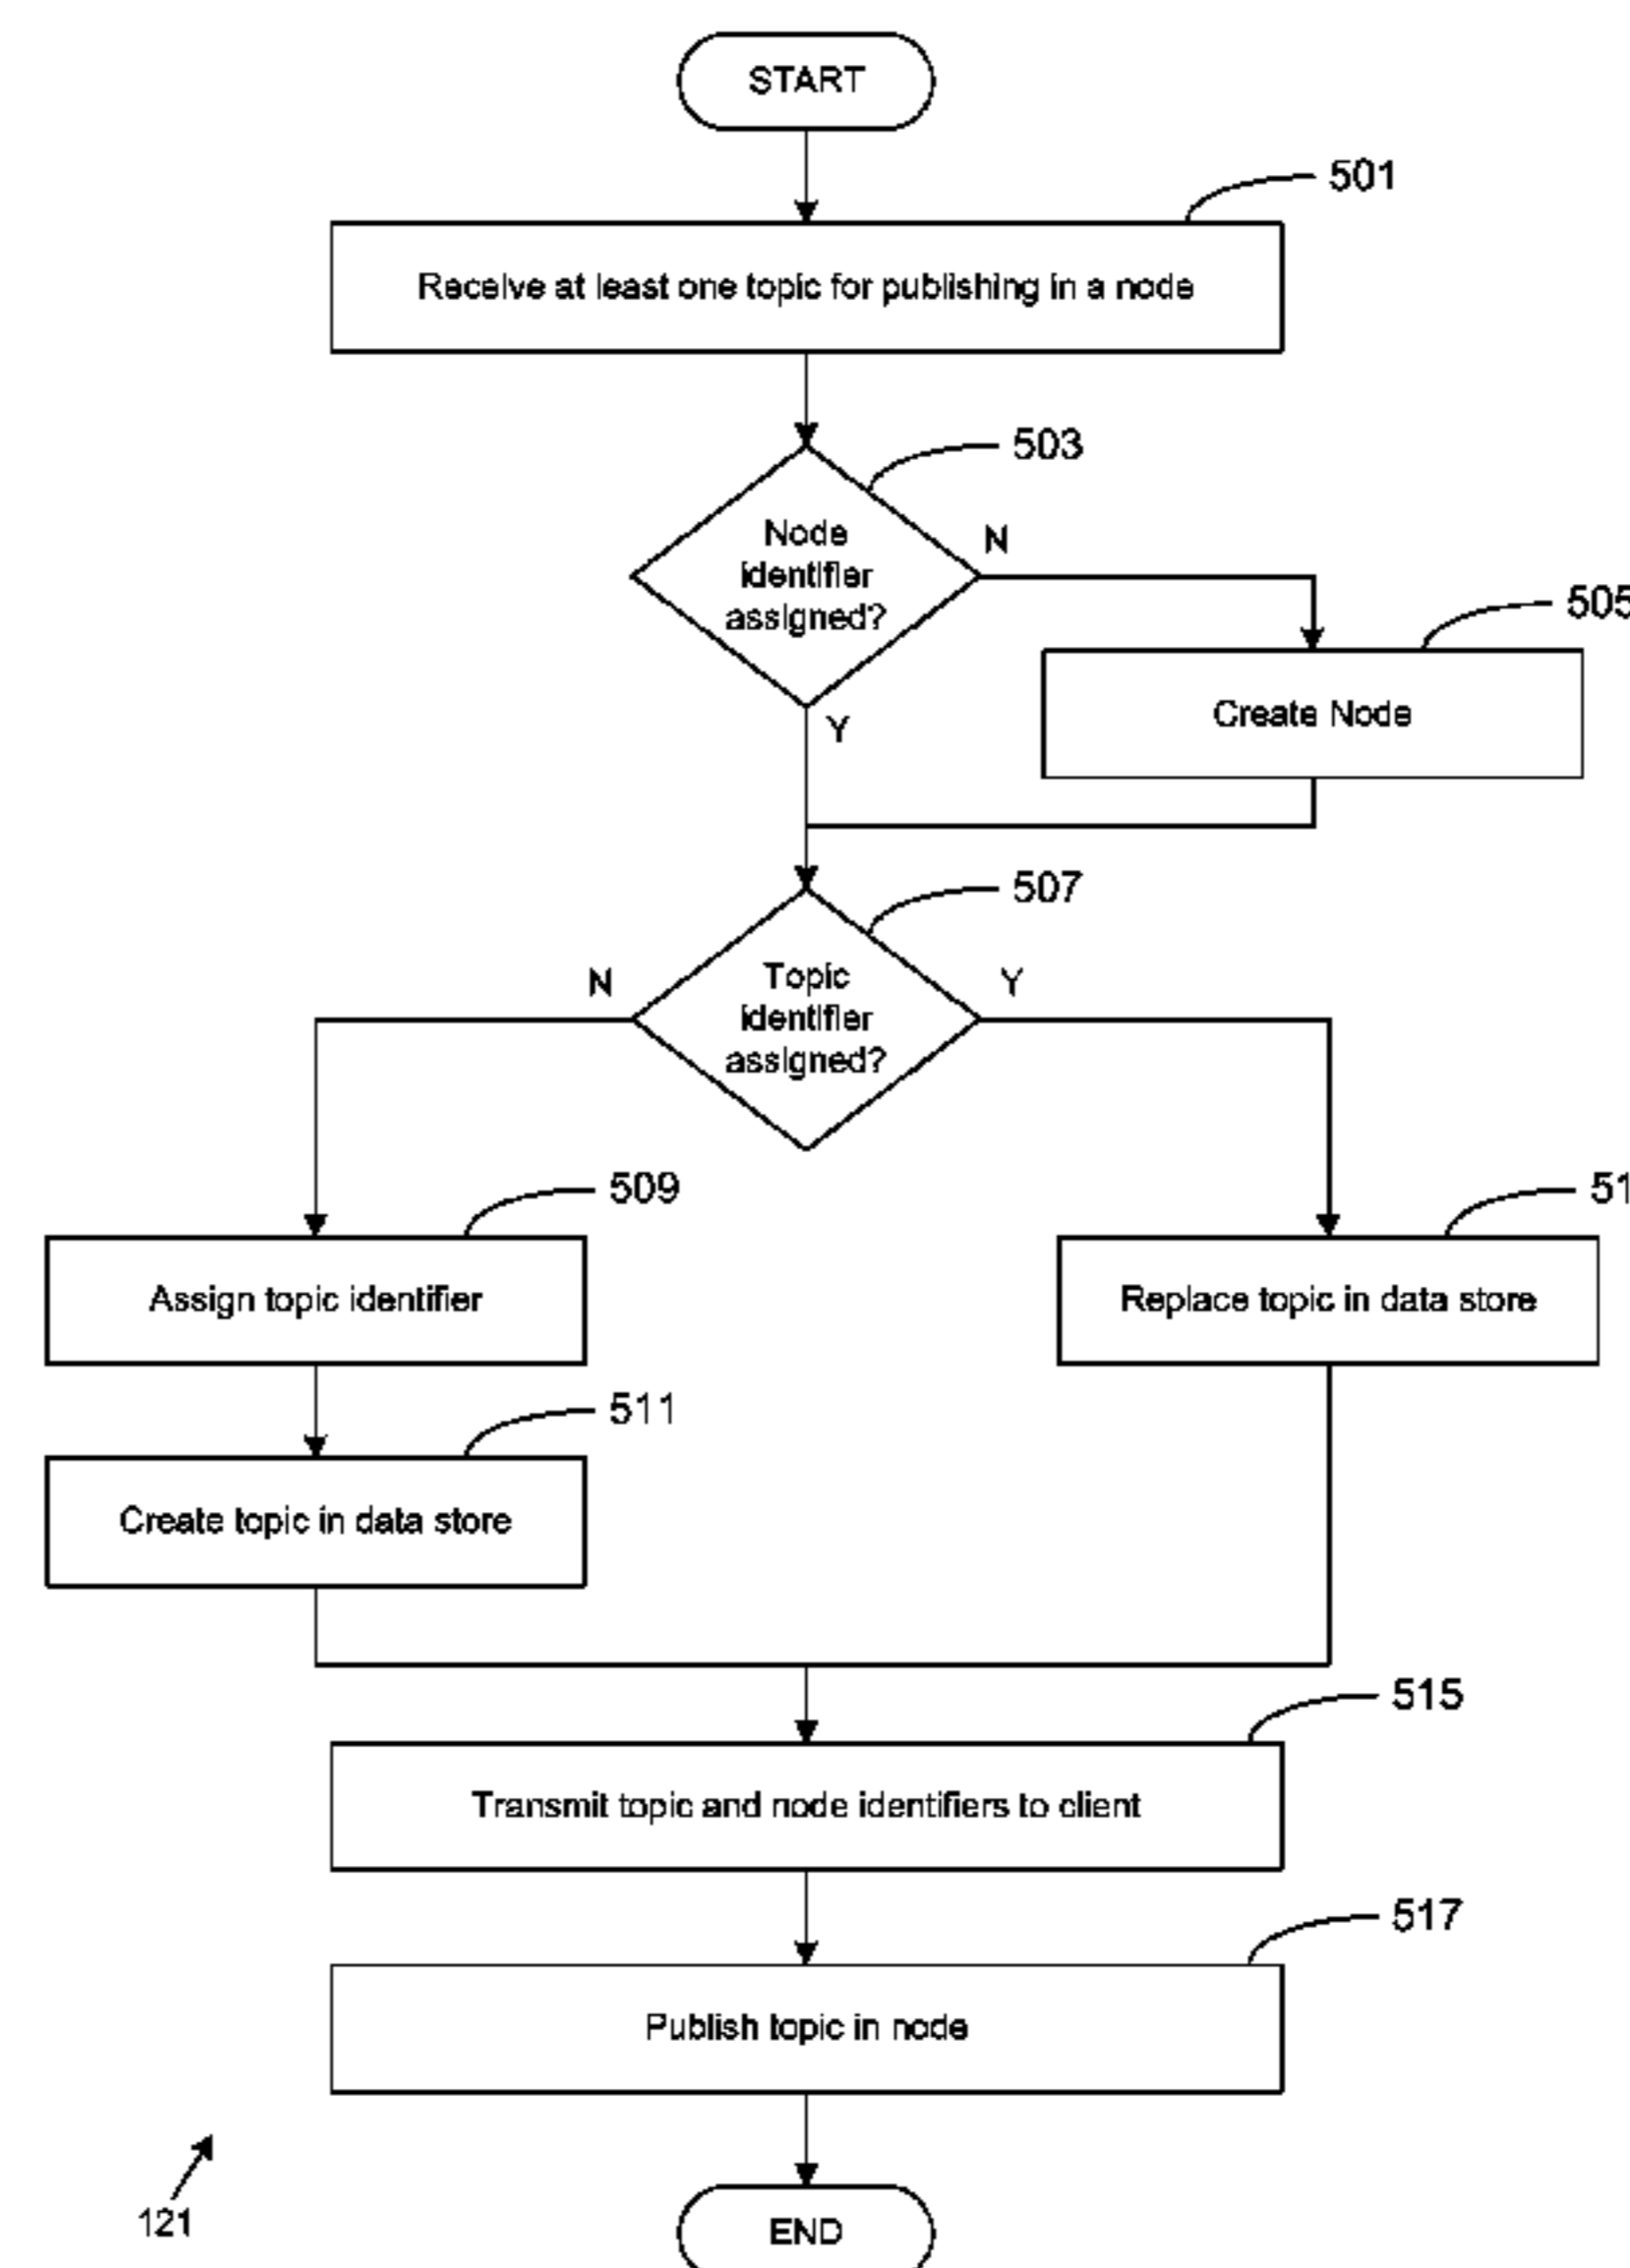 START
501
Receive at least one topic for publishing in a node
503
Node
identifier
assigned?
N
505
Create Node
Y
507
Topic
identifier
assigned?
N
Y
509
51
Assign topic identifier
Replace topic in data store
511
Create topic in data store
515
Transmit topic and node identifiers to client
517
Publish topic in node
121
END